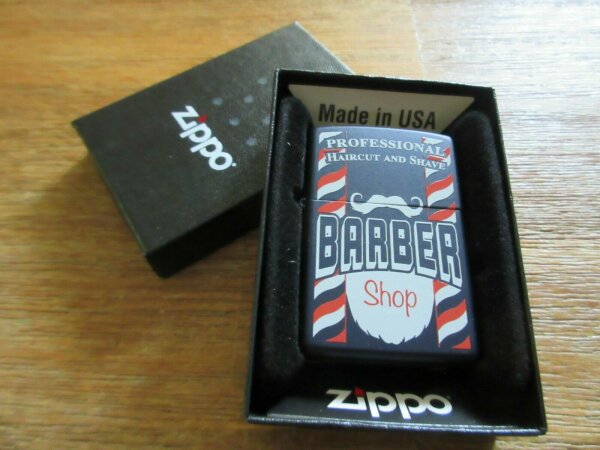 zippo
Made in USA
PROFESSIONAL
HAIRCUT AND SHAVE
BARBER
Shop
zippo